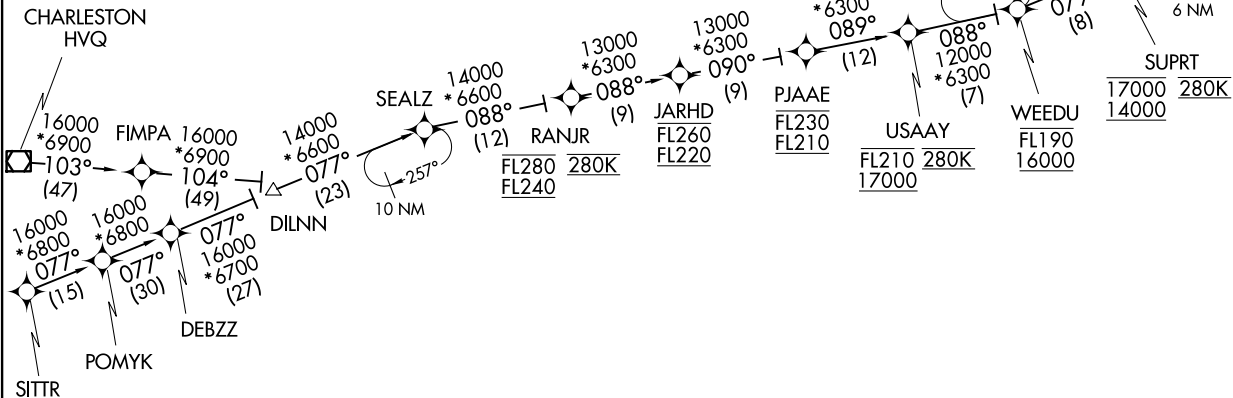 CHARLESTON
HVQ
16000
*6900
103°
(47)
FIMPA
16000
*6900
104°
(49)
16000
*6800
077°
(15)
SITTR
16000
*6800
077°
(30)
POMYK
DEBZZ
077°
16000
*6700
(27)
DILNN
14000
*6600
077°
(23)
SEALZ
257°
10 NM
14000
*6600
088°
(12)
RANJR
FL280 280K
FL240
13000
*6300
088°
(9)
JARHD
FL260
FL220
13000
*6300
090°
(9)
PJAAE
FL230
FL210
*6300
089°
(12)
USAAY
FL210 280K
17000
088°
12000
*6300
(7)
WEEDU
FL190
16000
(8)
6 NM
SUPRT
17000 280K
14000